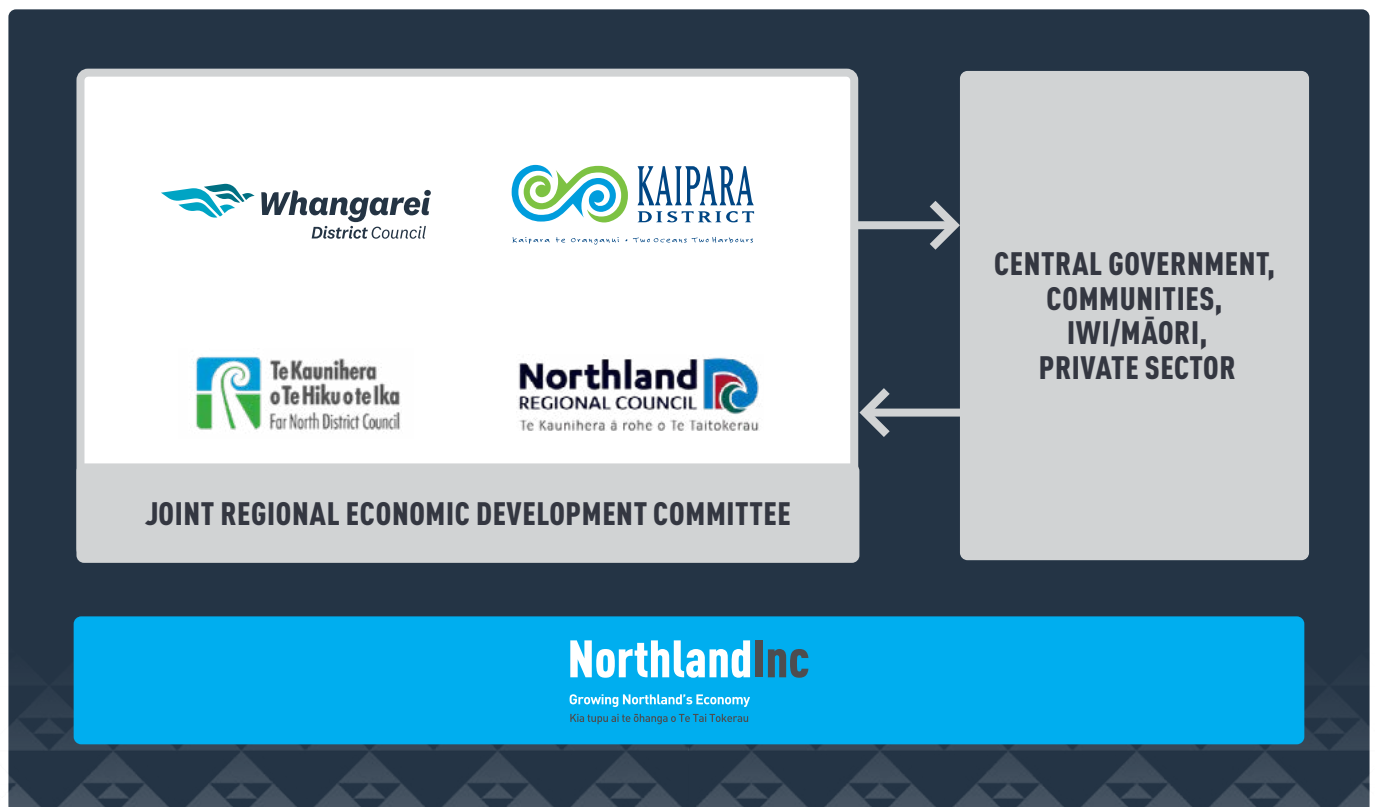 Whangarei
District Council
KAIPARA
DISTRICT
Kaipara te Oranganui • Two Oceans Two Harbours
Te Kaunihera
o Te Hiku o te Ika
Far North District Council
Northland
REGIONAL COUNCIL
Te Kaunihera ā rohe o Te Taitokerau
JOINT REGIONAL ECONOMIC DEVELOPMENT COMMITTEE
CENTRAL GOVERNMENT,
COMMUNITIES,
IWI/MĀORI,
PRIVATE SECTOR
NorthlandInc
Growing Northland's Economy
Kia tupu ai te ōhanga o Te Tai Tokerau